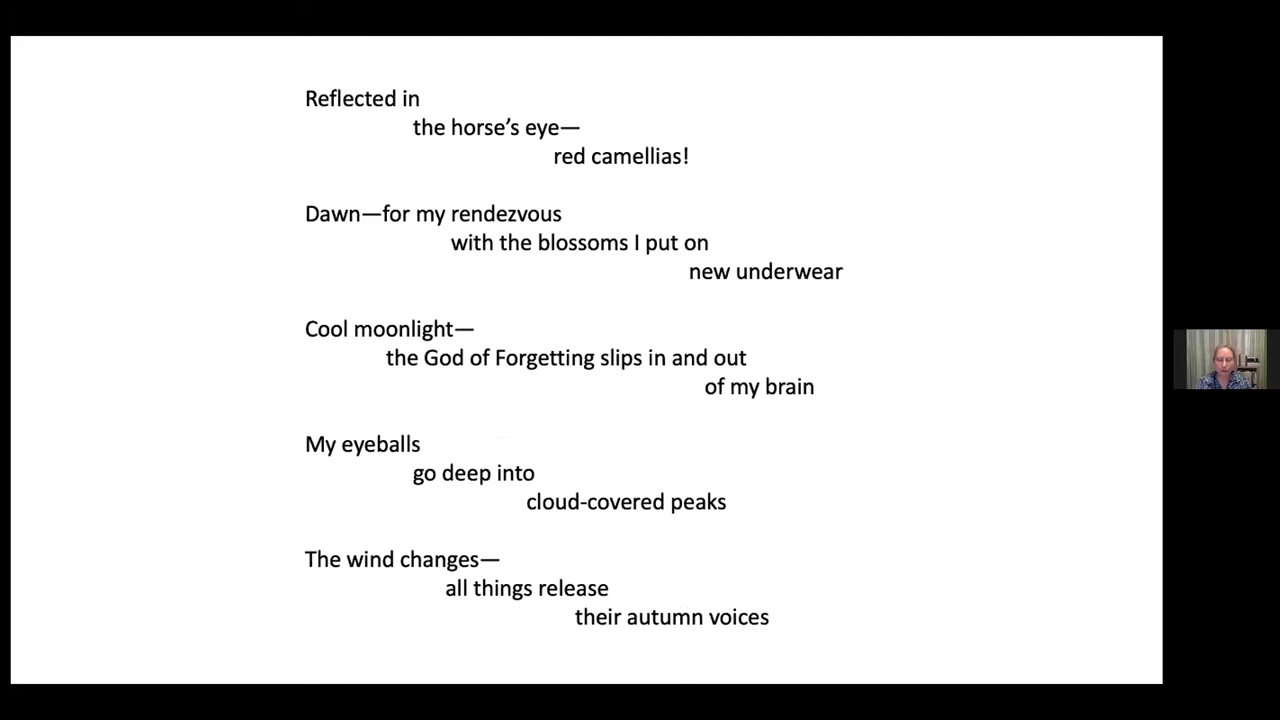 Reflected in
the horse’s eye—
red camellias!
Dawn—for my rendezvous
with the blossoms I put on
new underwear
Cool moonlight—
the God of Forgetting slips in and out
of my brain
My eyeballs
go deep into
cloud-covered peaks
The wind changes—
all things release
their autumn voices